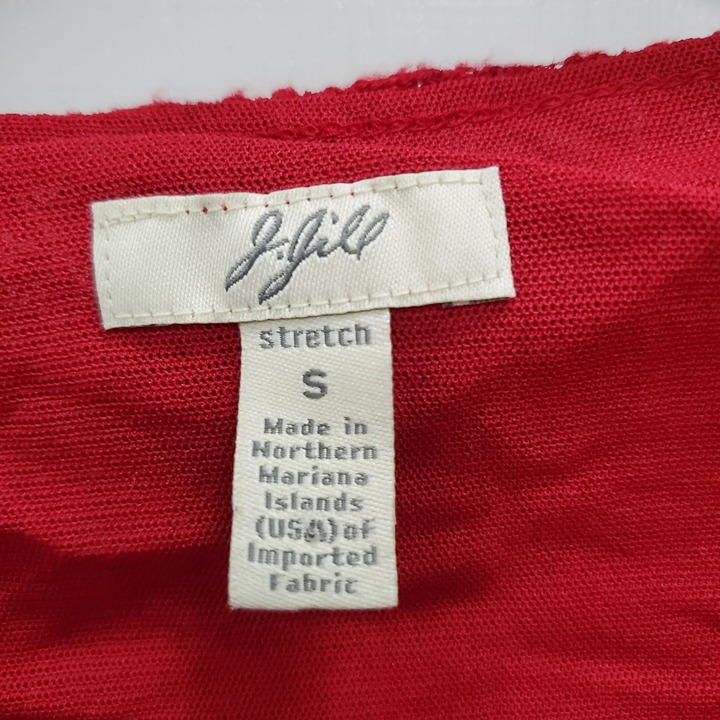 J.Jill
stretch
S
Made in
Northern
Mariana
Islands
(USA) of
Imported
Fabric